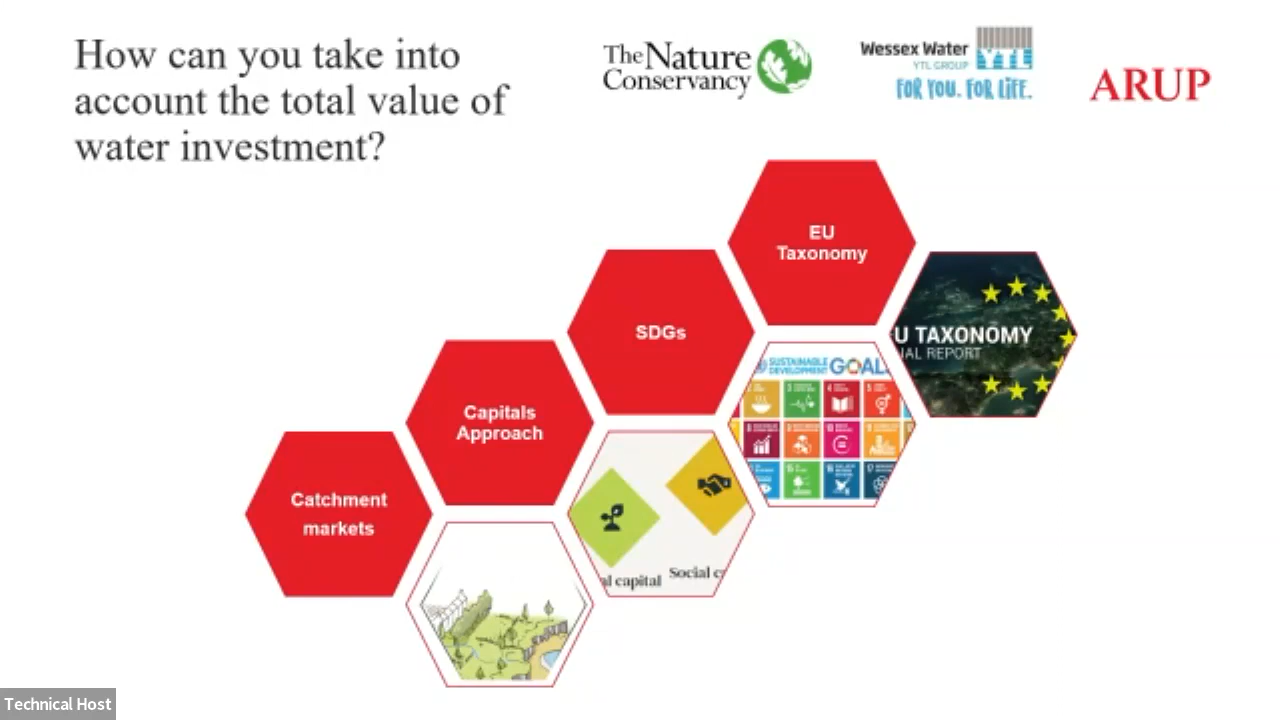 How can you take into
account the total value of
water investment?
The Nature
Conservancy
Wessex Water
YTL GROUP
YTL
FOR YOU. FOR LIFE.
ARUP
EU
Taxonomy
SDGs
U TAXONOMY
IAL REPORT
SUSTAINABLE
DEVELOPMENT
GOAL
Capitals
Approach
Catchment
markets
al capital
Social c
Technical Host